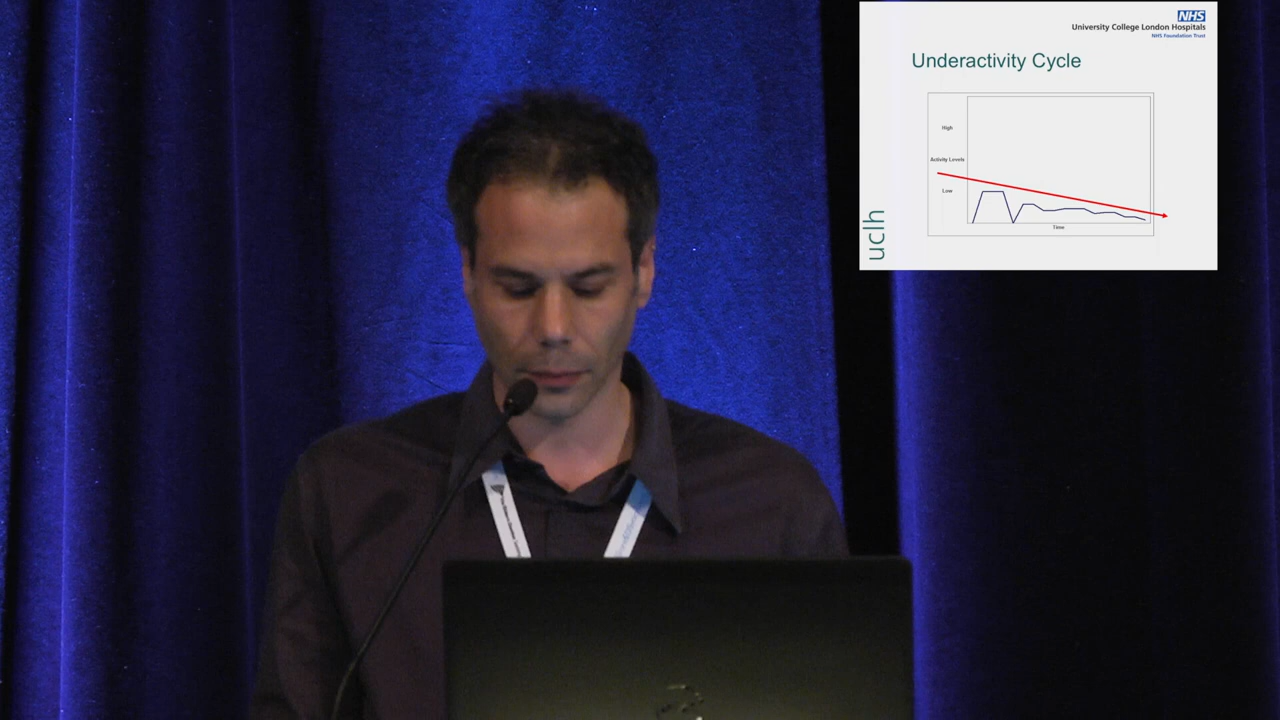 NHS
University College London Hospitals
NHS Foundation Trust
Underactivity Cycle
High
Activity Levels
Low
Time
uclh